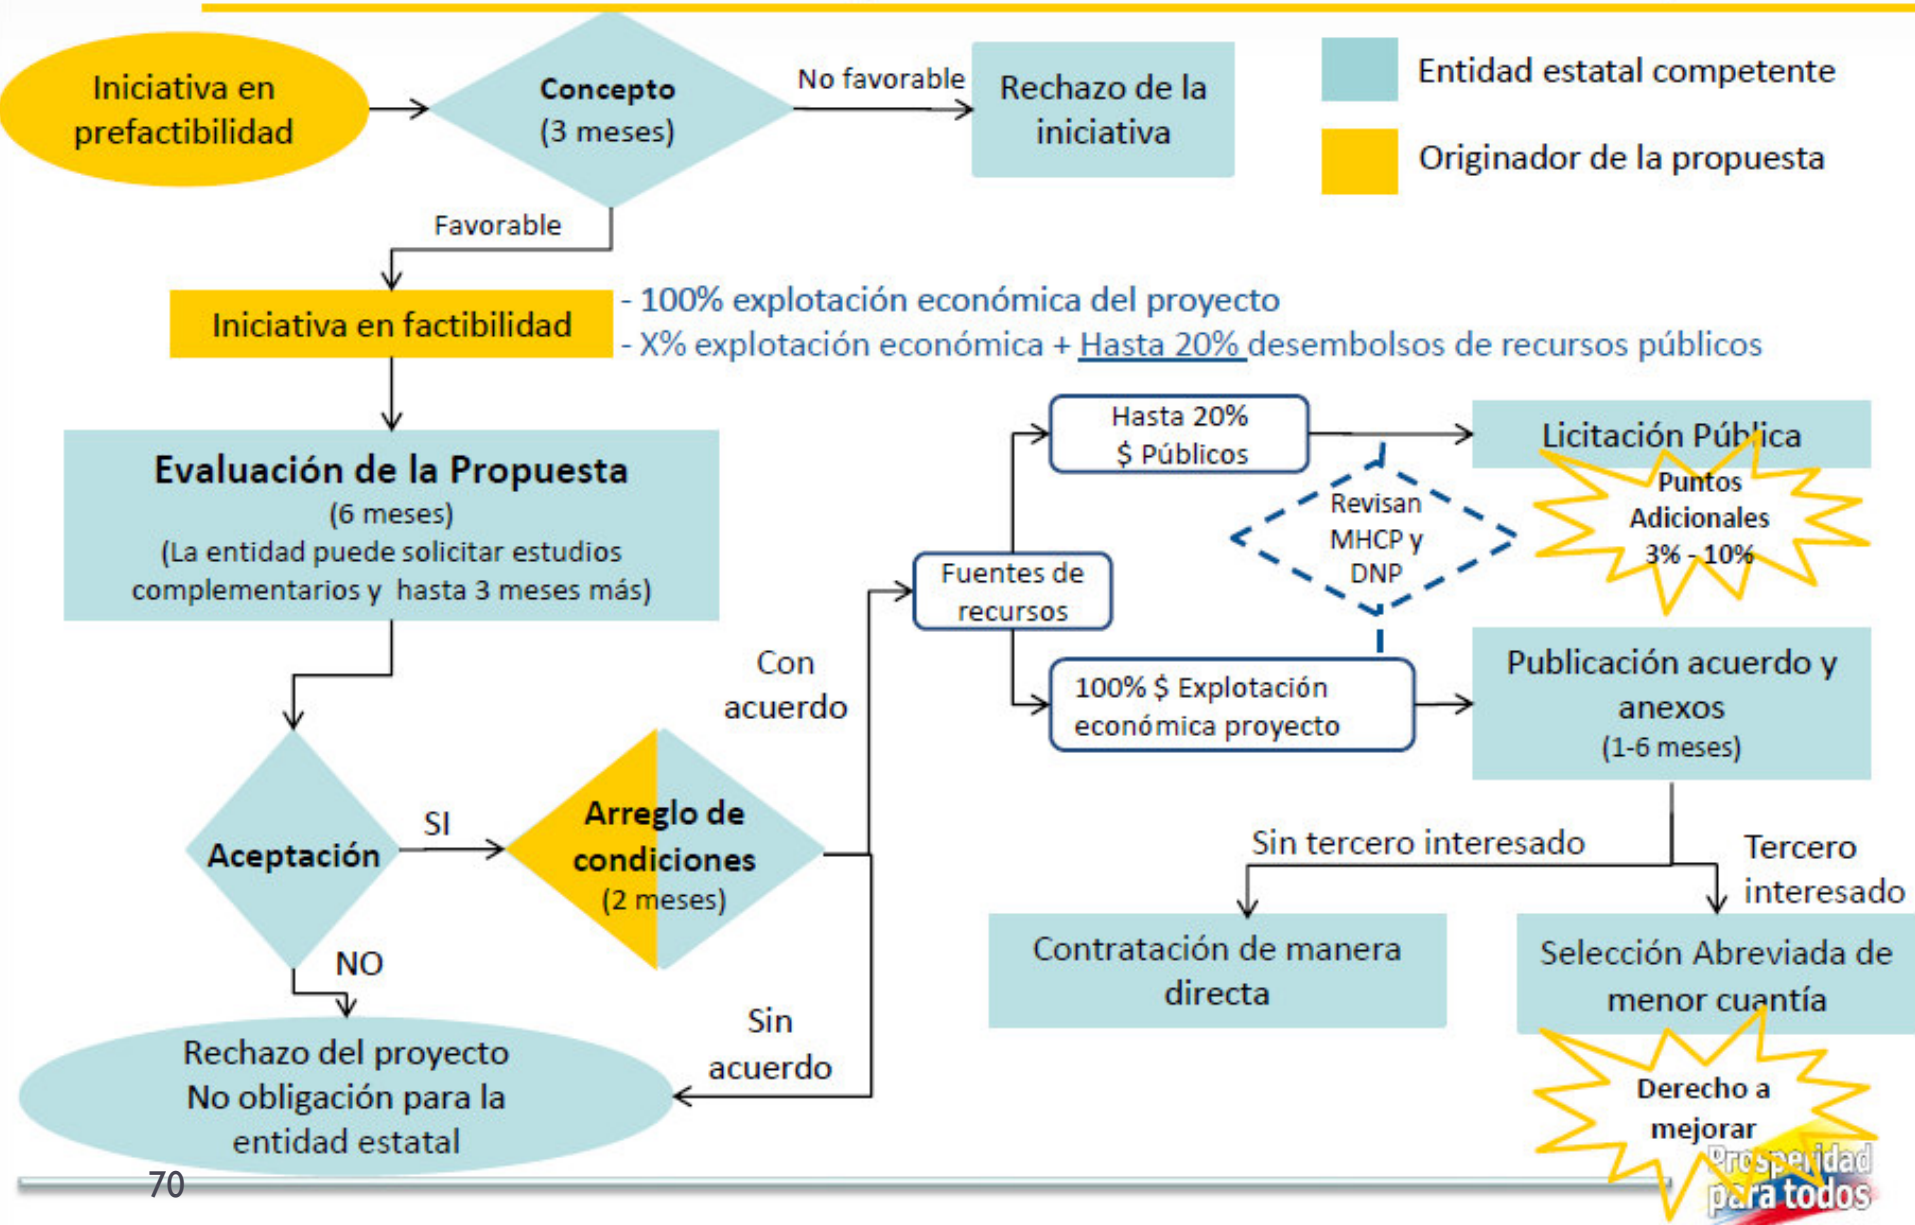 Iniciativa en
prefactibilidad
Concepto
(3 meses)
No favorable
Rechazo de la
iniciativa
Entidad estatal competente
Originador de la propuesta
Favorable
Iniciativa en factibilidad
- 100% explotación económica del proyecto
- X% explotación económica + Hasta 20% desembolsos de recursos públicos
Evaluación de la Propuesta
(6 meses)
(La entidad puede solicitar estudios
complementarios y hasta 3 meses más)
Aceptación
SI
NO
Arreglo de
condiciones
(2 meses)
Con
acuerdo
Sin
acuerdo
Rechazo del proyecto
No obligación para la
entidad estatal
Fuentes de
recursos
Hasta 20%
$ Públicos
Revisan
MHCP y
DNP
100% $ Explotación
económica proyecto
Licitación Pública
Puntos
Adicionales
3% - 10%
Publicación acuerdo y
anexos
(1-6 meses)
Sin tercero interesado
Tercero
interesado
Contratación de manera
directa
Selección Abreviada de
menor cuantía
Derecho a
mejorar
Prosperidad
para todos
70